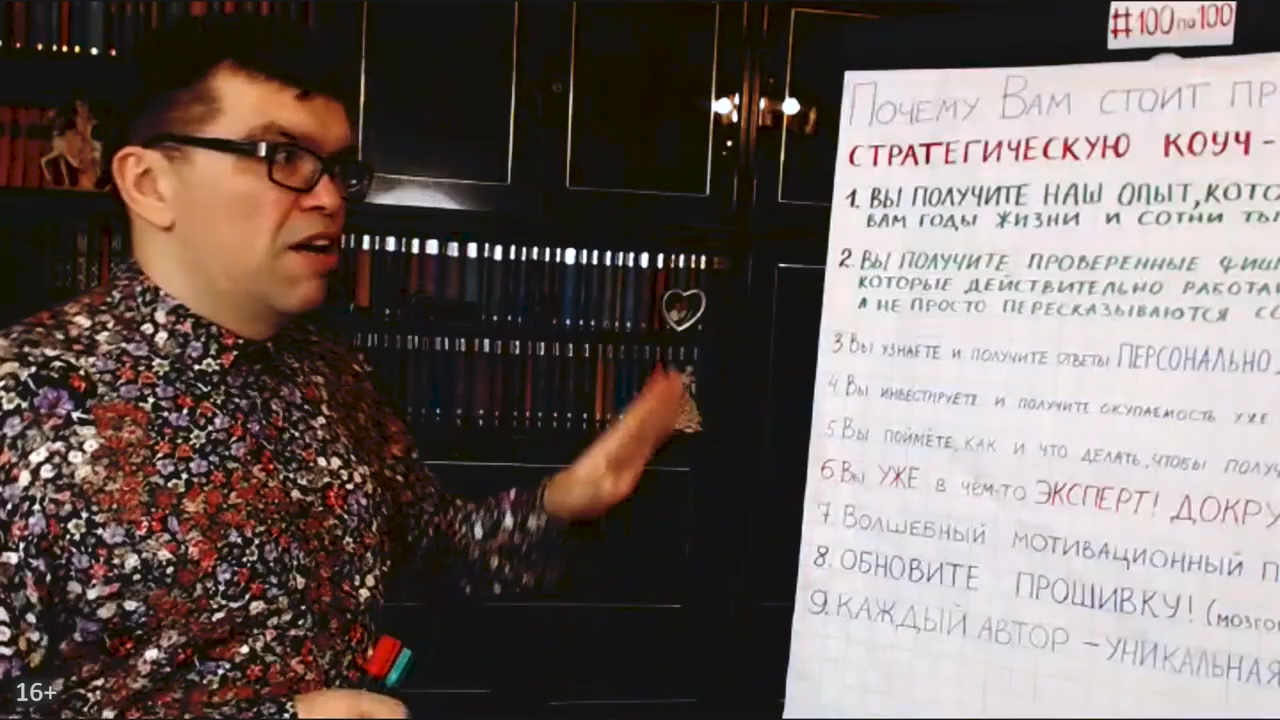 #100по100
Почему Вам стоит пр
СТРАТЕГИЧЕСКУЮ КОУЧ -
1. ВЫ ПОЛУЧИТЕ НАШ ОПЫТ, КОТО
ВАМ ГОДЫ ЖИЗНИ И СОТНИ ТЫ
2. ВЫ ПОЛУЧИТЕ ПРОВЕРЕННЫЕ ФИШ
КОТОРЫЕ ДЕЙСТВИТЕЛЬНО РАБОТА
А НЕ ПРОСТО ПЕРЕСКАЗЫВАЮТСЯ СО
3. Вы узнаете и получите ответы ПЕРСОНАЛЬНО
4. Вы инвестируете и получите окупаемость уже
5. Вы поймёте, как и что делать, чтобы получ
6. Вы УЖЕ в чём-то ЭКСПЕРТ! ДОКРУ
7 Волшебный мотивационный п
8. ОБНОВИТЕ ПРОШИВКУ! (мозго
9. КАЖДЫЙ АВТОР - УНИКАЛЬНАЯ
16+